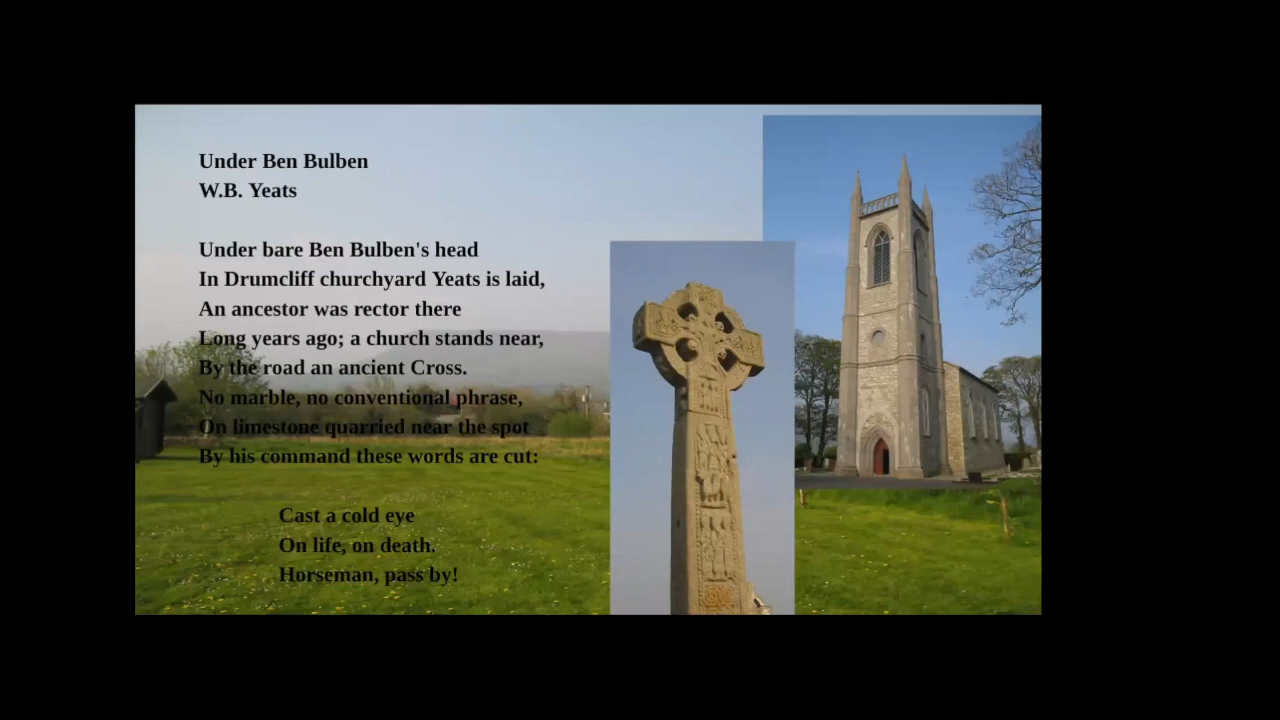 Under Ben Bulben
W.B. Yeats
Under bare Ben Bulben's head
In Drumcliff churchyard Yeats is laid,
An ancestor was rector there
Long years ago; a church stands near,
By the road an ancient Cross.
No marble, no conventional phrase,
On limestone quarried near the spot
By his command these words are cut:
Cast a cold eye
On life, on death.
Horseman, pass by!